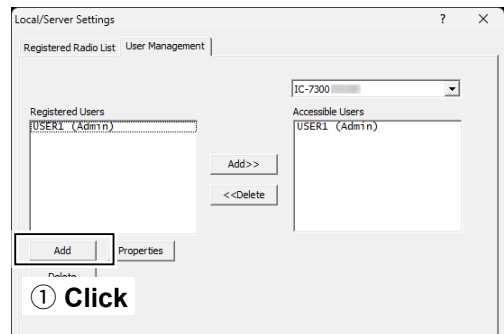 Local/Server Settings ? ×
Registered Radio List User Management
IC-7300
Registered Users Accessible Users
USER1 (Admin) USER1 (Admin)
Add>>
<<Delete
Add Properties
Delete
① Click